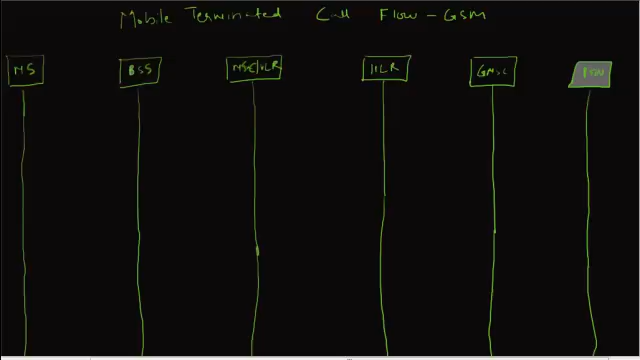 Mobile Terminated Call Flow - GSM
MS BSS MSC/VLR HLR GMSC PSTN